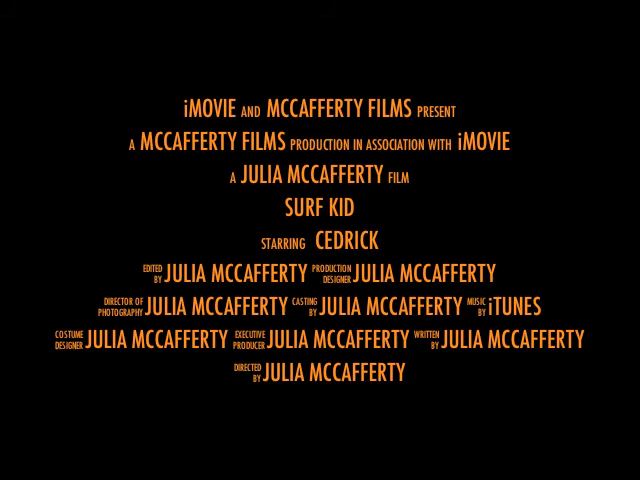 iMOVIE AND MCCAFFERTY FILMS PRESENT
A MCCAFFERTY FILMS PRODUCTION IN ASSOCIATION WITH iMOVIE
A JULIA MCCAFFERTY FILM
SURF KID
STARRING CEDRICK
EDITED BY JULIA MCCAFFERTY PRODUCTION DESIGNER JULIA MCCAFFERTY
DIRECTOR OF PHOTOGRAPHY JULIA MCCAFFERTY CASTING BY JULIA MCCAFFERTY MUSIC BY iTUNES
COSTUME DESIGNER JULIA MCCAFFERTY EXECUTIVE PRODUCER JULIA MCCAFFERTY WRITTEN BY JULIA MCCAFFERTY
DIRECTED BY JULIA MCCAFFERTY